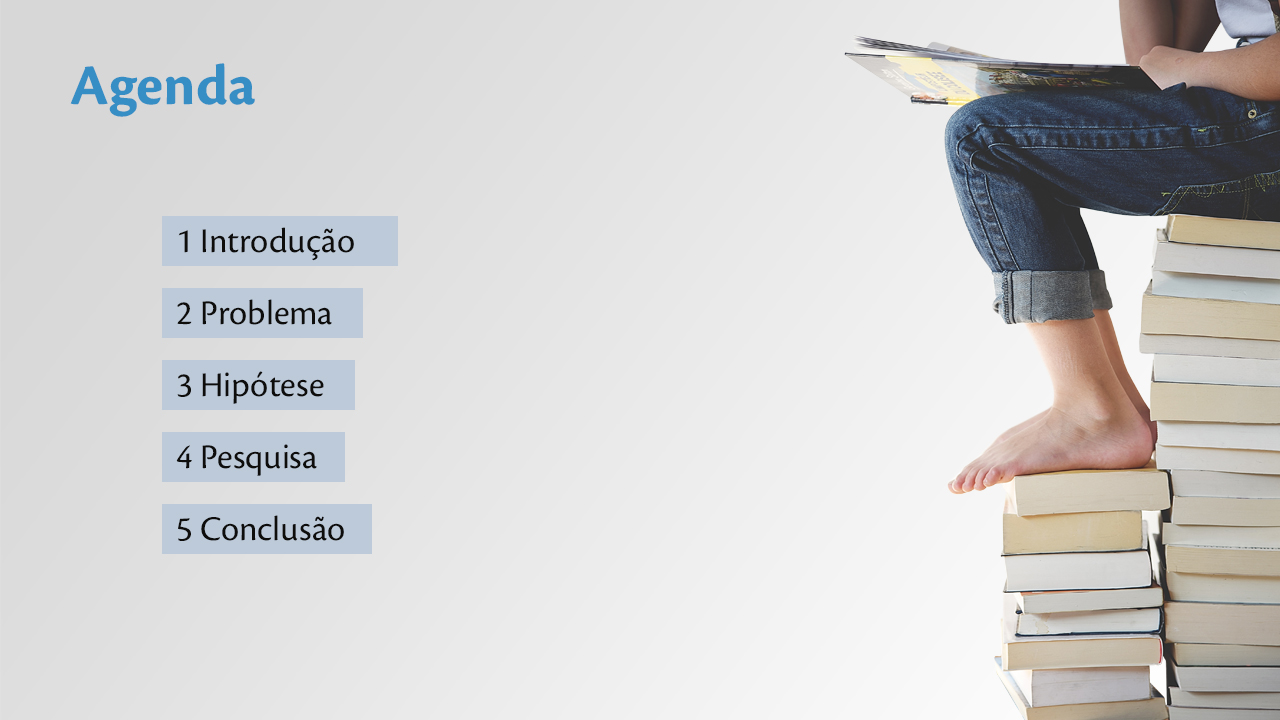 Agenda
1 Introdução
2 Problema
3 Hipótese
4 Pesquisa
5 Conclusão